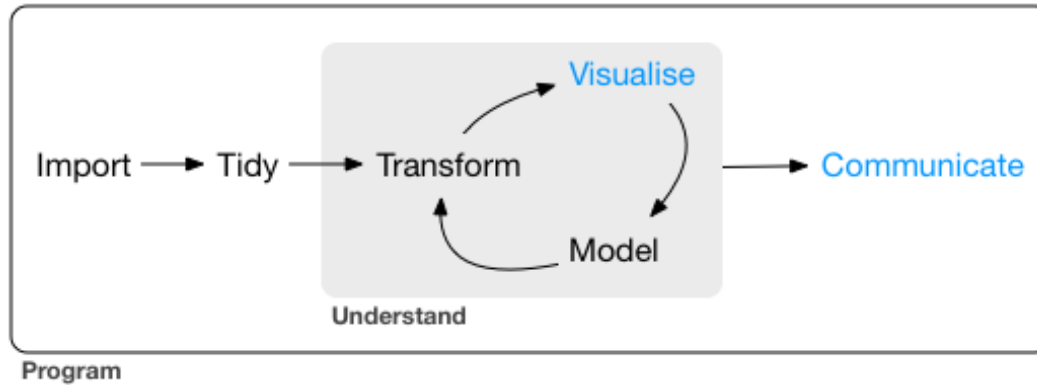 Visualise
Import
Tidy
Transform
Communicate
Model
Understand
Program